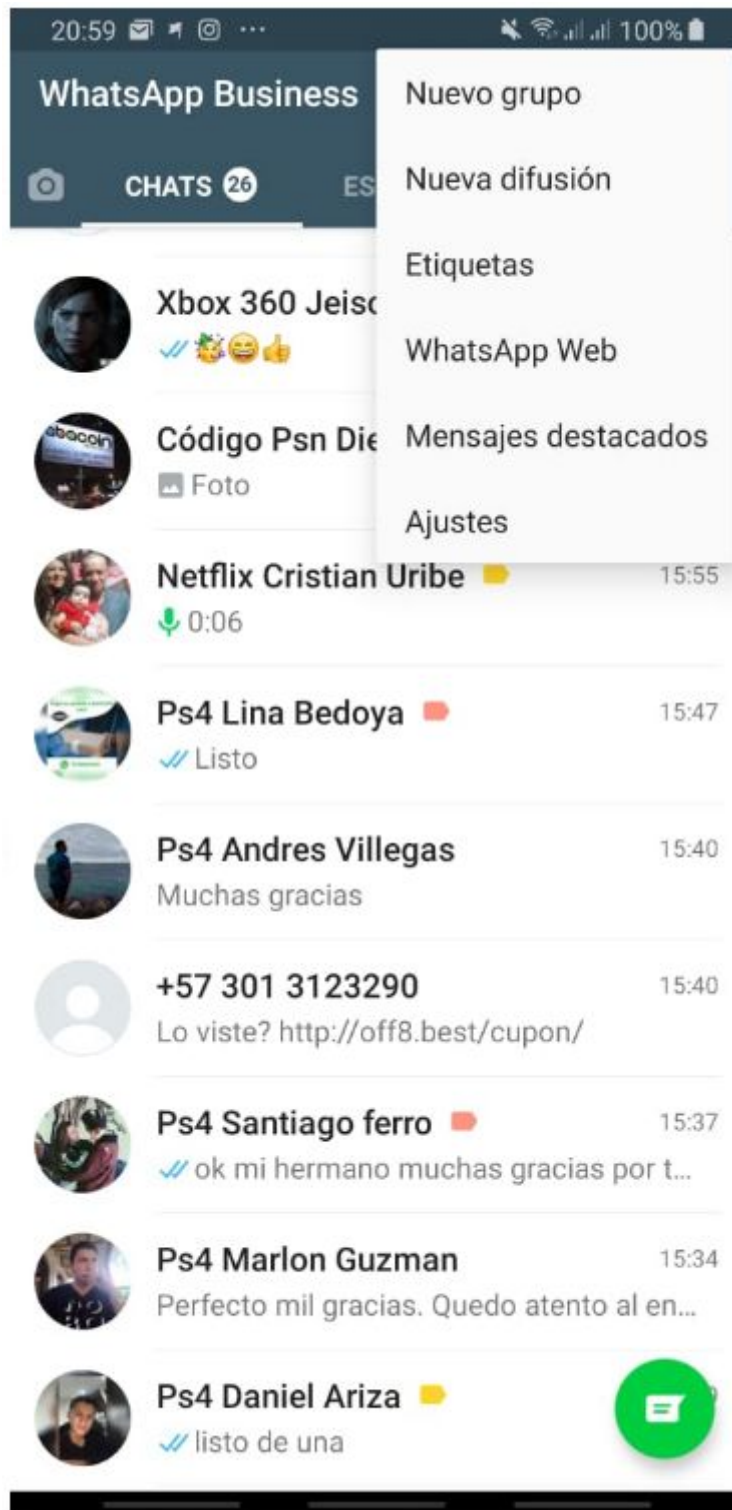 20:59 100%
WhatsApp Business
Nuevo grupo
Nueva difusión
Etiquetas
WhatsApp Web
Mensajes destacados
Ajustes
CHATS 26 ES
Xbox 360 Jeisc
🥳😄👍
Código Psn Die
Foto
Netflix Cristian Uribe 15:55
0:06
Ps4 Lina Bedoya 15:47
Listo
Ps4 Andres Villegas 15:40
Muchas gracias
+57 301 3123290 15:40
Lo viste? http://off8.best/cupon/
Ps4 Santiago ferro 15:37
ok mi hermano muchas gracias por t...
Ps4 Marlon Guzman 15:34
Perfecto mil gracias. Quedo atento al en...
Ps4 Daniel Ariza
listo de una